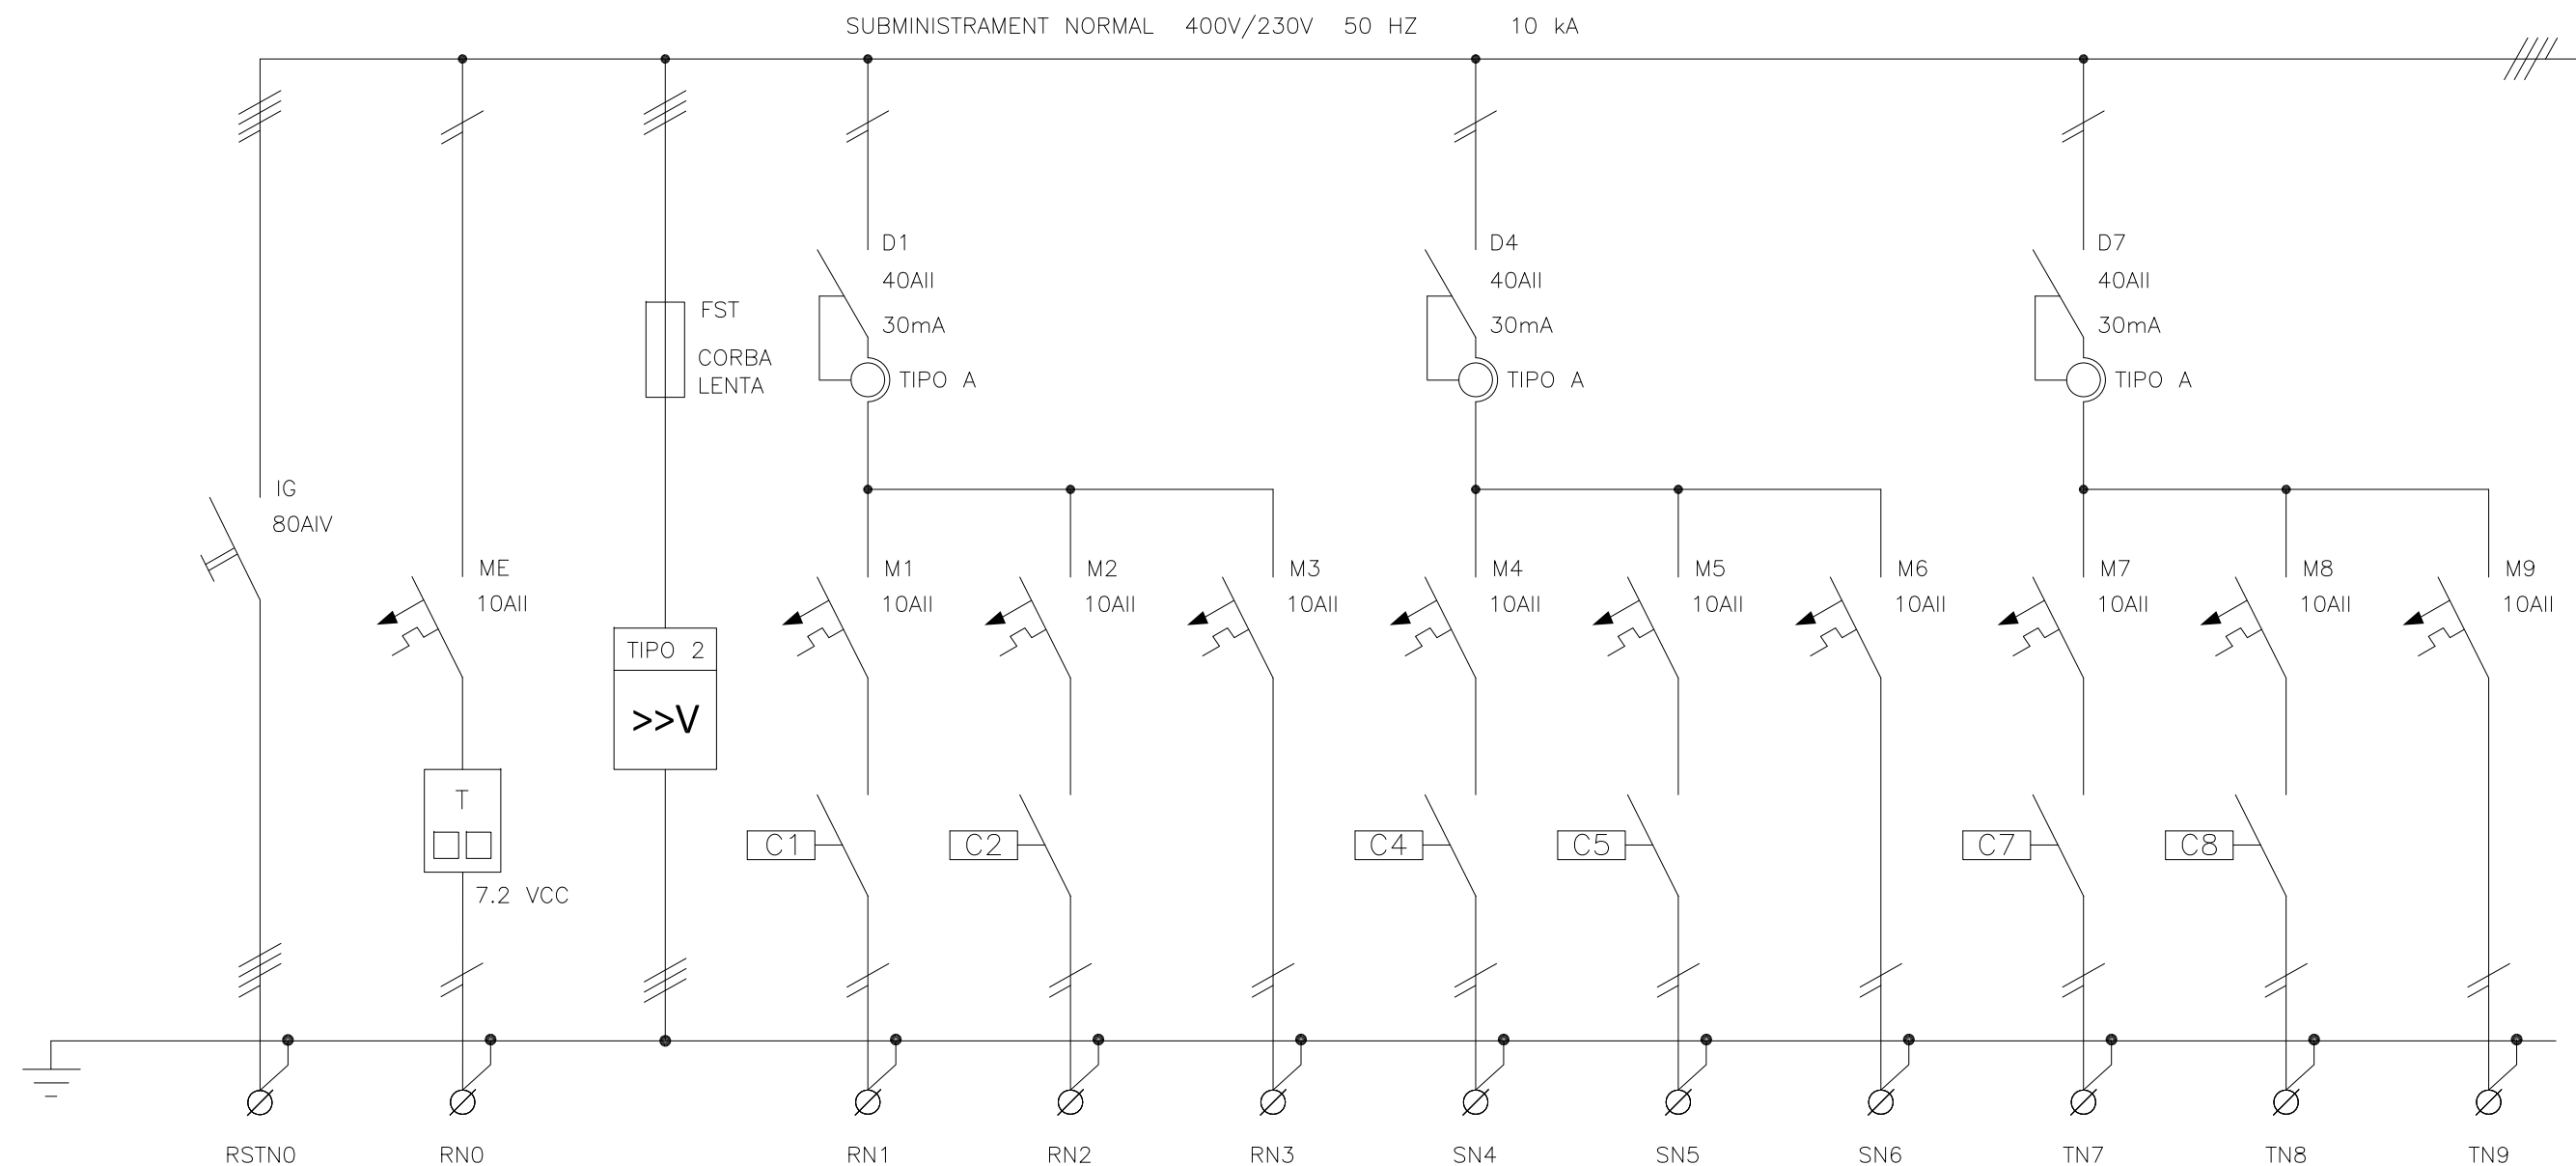 SUBMINISTRAMENT NORMAL 400V/230V 50 HZ 10 kA
D1
40AII
30mA
TIPO A
D4
40AII
30mA
TIPO A
D7
40AII
30mA
TIPO A
FST
CORBA
LENTA
IG
80AIV
ME
10AII
M1
10AII
M2
10AII
M3
10AII
M4
10AII
M5
10AII
M6
10AII
M7
10AII
M8
10AII
M9
10AII
TIPO 2
>>V
T
7.2 VCC
C1
C2
C4
C5
C7
C8
RSTN0
RN0
RN1
RN2
RN3
SN4
SN5
SN6
TN7
TN8
TN9